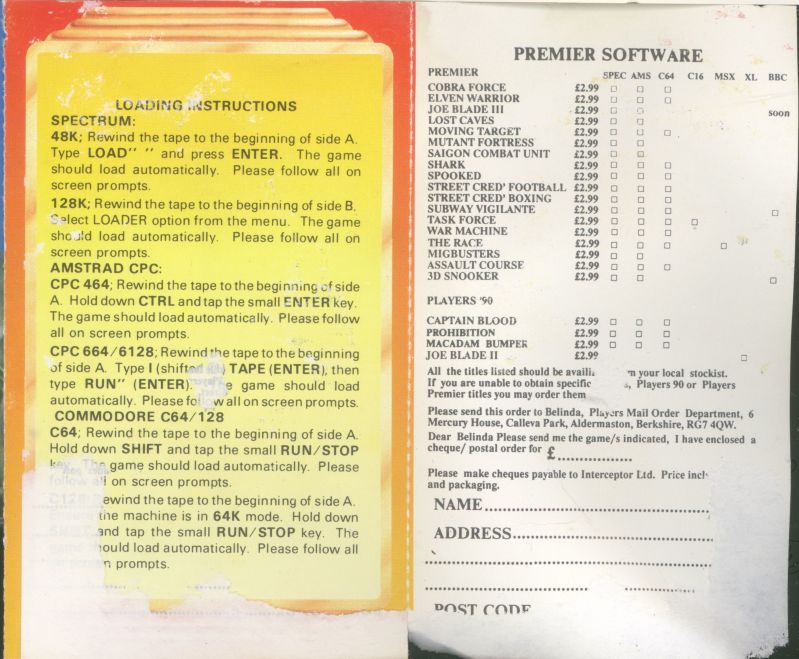 LOADING INSTRUCTIONS
SPECTRUM:
48K; Rewind the tape to the beginning of side A.
Type LOAD" " and press ENTER. The game
should load automatically. Please follow all on
screen prompts.
128K; Rewind the tape to the beginning of side B.
Select LOADER option from the menu. The game
should load automatically. Please follow all on
screen prompts.
AMSTRAD CPC:
CPC 464; Rewind the tape to the beginning of side
A. Hold down CTRL and tap the small ENTER key.
The game should load automatically. Please follow
all on screen prompts.
CPC 664/6128; Rewind the tape to the beginning
of side A. Type I (shifted @) TAPE (ENTER), then
type RUN" (ENTER). game should load
automatically. Please follow all on screen prompts.
COMMODORE C64/128
C64; Rewind the tape to the beginning of side A.
Hold down SHIFT and tap the small RUN/STOP
key. The game should load automatically. Please
follow all on screen prompts.
C128 Rewind the tape to the beginning of side A.
the machine is in 64K mode. Hold down
SHIFT and tap the small RUN/STOP key. The
game should load automatically. Please follow all
screen prompts.
PREMIER SOFTWARE
PREMIER SPEC AMS C64 C16 MSX XL BBC
COBRA FORCE £2.99 □ □ □
ELVEN WARRIOR £2.99 □ □ □
JOE BLADE III £2.99 □ □
LOST CAVES £2.99 □ □ soon
MOVING TARGET £2.99 □ □ □
MUTANT FORTRESS £2.99 □ □
SAIGON COMBAT UNIT £2.99 □ □
SHARK £2.99 □ □ □
SPOOKED £2.99 □ □ □
STREET CRED' FOOTBALL £2.99 □ □ □
STREET CRED' BOXING £2.99 □ □ □
SUBWAY VIGILANTE £2.99 □ □ □ □
TASK FORCE £2.99 □ □ □ □
WAR MACHINE £2.99 □ □ □
THE RACE £2.99 □ □ □ □
MIGBUSTERS £2.99 □ □
ASSAULT COURSE £2.99 □ □ □
3D SNOOKER £2.99 □ □ □
PLAYERS '90
CAPTAIN BLOOD £2.99 □ □ □
PROHIBITION £2.99 □ □ □
MACADAM BUMPER £2.99 □ □ □
JOE BLADE II £2.99 □
All the titles listed should be your local stockist.
If you are unable to obtain specific Players 90 or Players
Premier titles you may order them
Please send this order to Belinda, Players Mail Order Department, 6
Mercury House, Calleva Park, Aldermaston, Berkshire, RG7 4QW.
Dear Belinda Please send me the game/s indicated, I have enclosed a
cheque/ postal order for £..................
Please make cheques payable to Interceptor Ltd. Price
and packaging.
NAME..........................................
ADDRESS....................................
POST CODE